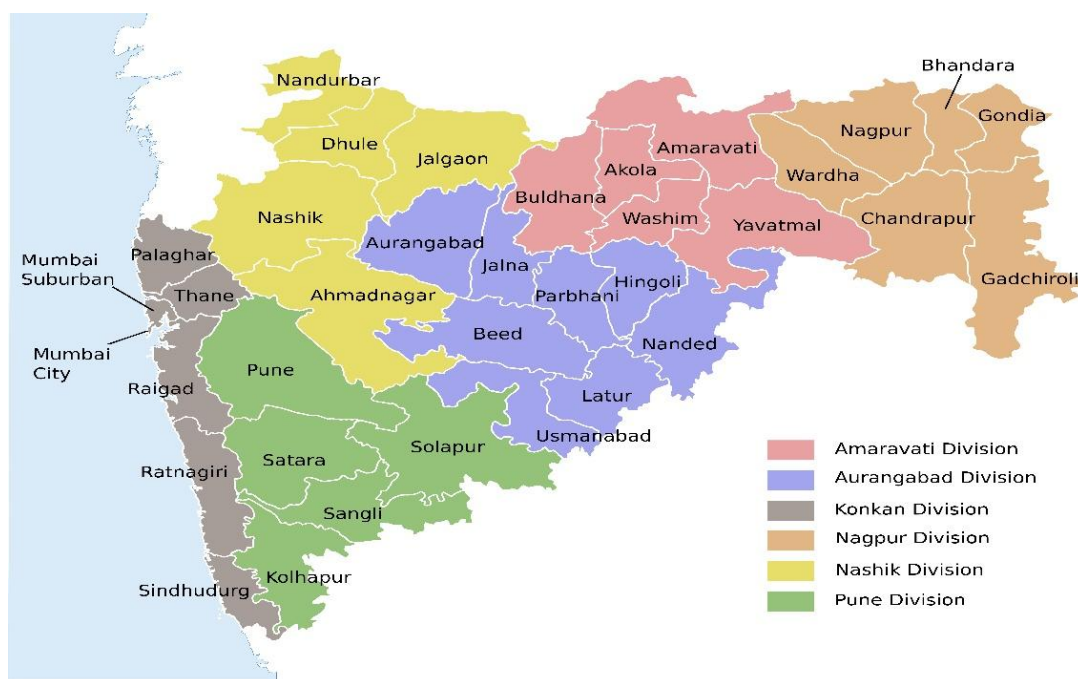 Nandurbar
Bhandara
Gondia
Nagpur
Dhule
Jalgaon
Amaravati
Akola
Wardha
Buldhana
Nashik
Washim
Yavatmal
Chandrapur
Aurangabad
Palaghar
Mumbai
Suburban
Jalna
Hingoli
Gadchiroli
Thane
Ahmadnagar
Parbhani
Beed
Nanded
Mumbai
City
Pune
Raigad
Latur
Usmanabad
Solapur
Satara
Ratnagiri
Sangli
Kolhapur
Sindhudurg
Amaravati Division
Aurangabad Division
Konkan Division
Nagpur Division
Nashik Division
Pune Division